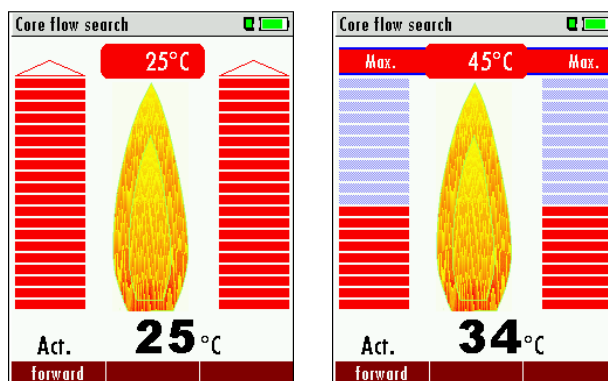 Core flow search
25°C
Act. 25 °C
forward
Core flow search
Max. 45°C Max.
Act. 34 °C
forward